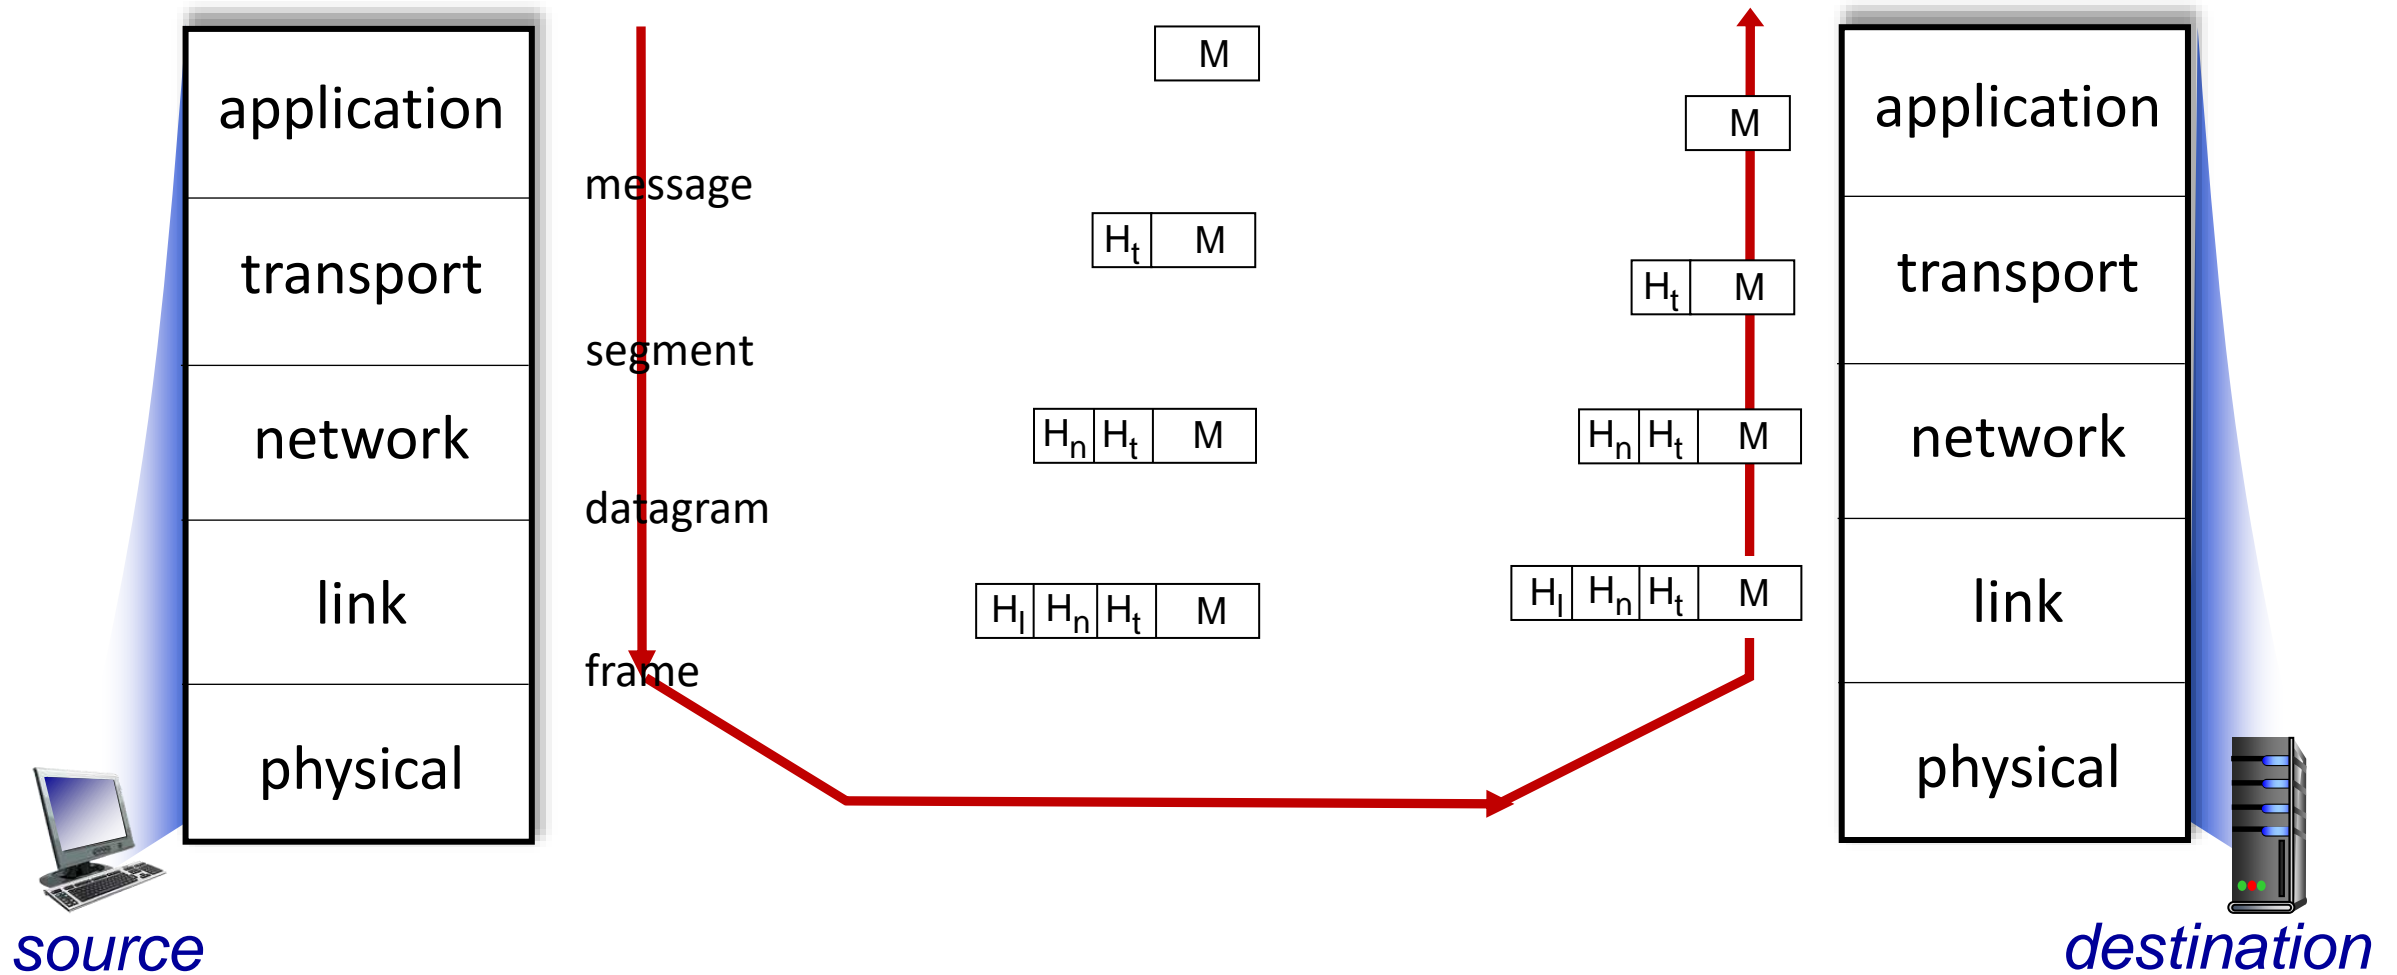 application
transport
network
link
physical
source
message
segment
datagram
frame
M
Ht M
Hn Ht M
Hl Hn Ht M
M
Ht M
Hn Ht M
Hl Hn Ht M
application
transport
network
link
physical
destination